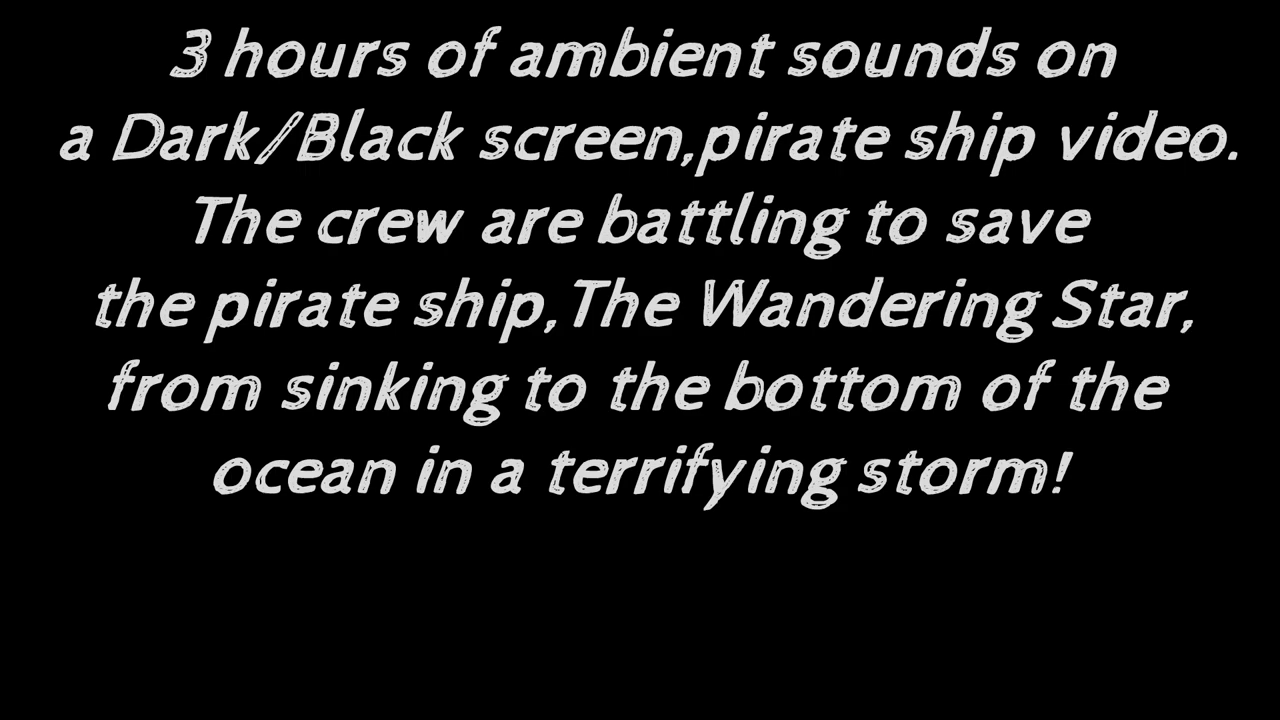 3 hours of ambient sounds on
a Dark/Black screen,pirate ship video.
The crew are battling to save
the pirate ship,The Wandering Star,
from sinking to the bottom of the
ocean in a terrifying storm!